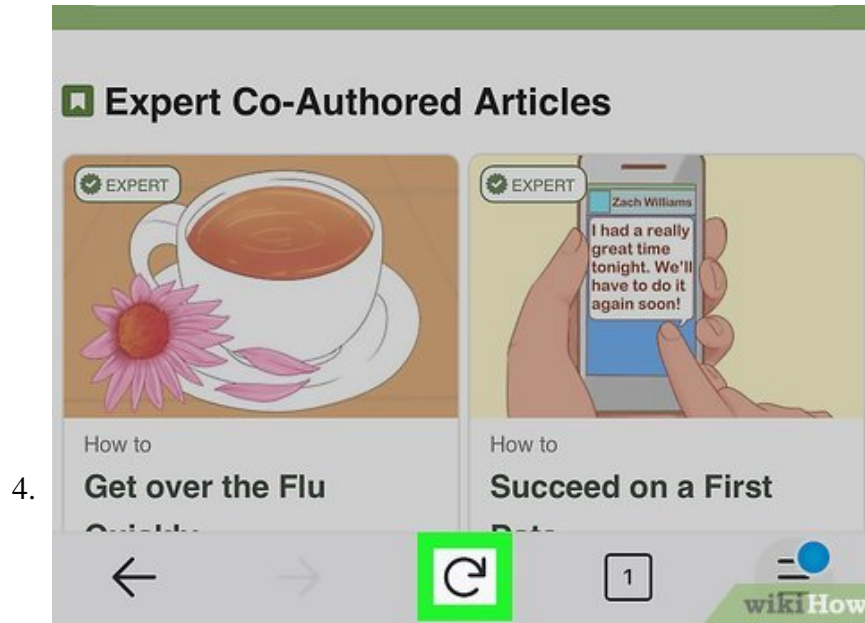 Expert Co-Authored Articles
EXPERT
EXPERT
Zach Williams
I had a really
great time
tonight. We'll
have to do it
again soon!
How to
How to
4.
Get over the Flu
Succeed on a First
1
wikiHow